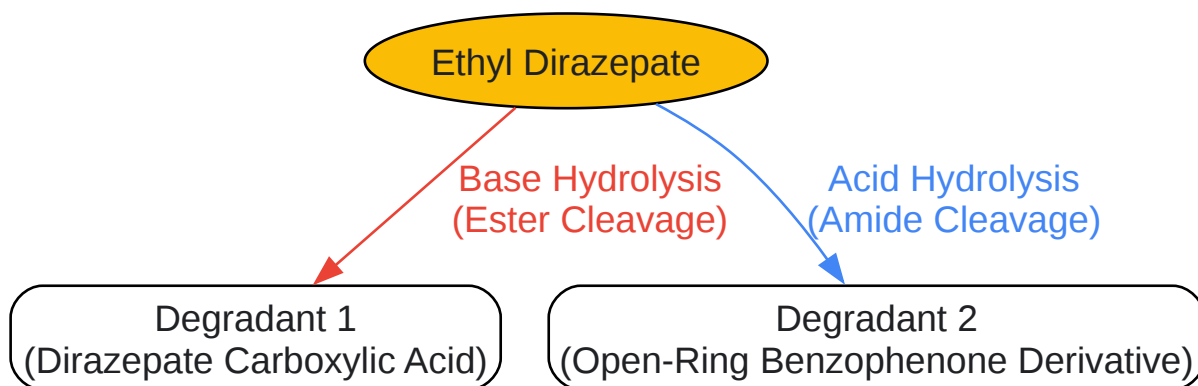 Ethyl Dirazepate
Base Hydrolysis
(Ester Cleavage)
Acid Hydrolysis
(Amide Cleavage)
Degradant 1
(Dirazepate Carboxylic Acid)
Degradant 2
(Open-Ring Benzophenone Derivative)